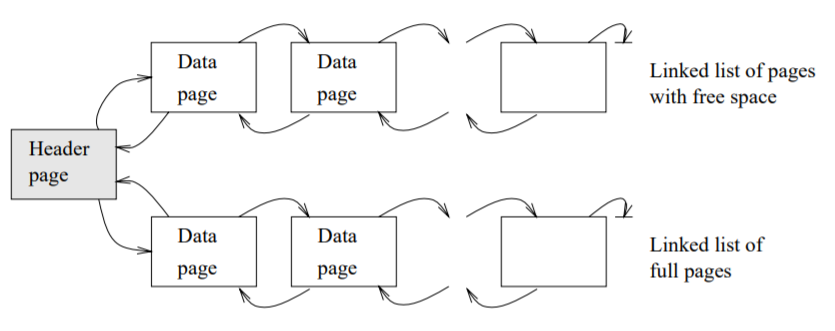 Data
page
Data
page
Linked list of pages
with free space
Header
page
Data
page
Data
page
Linked list of
full pages